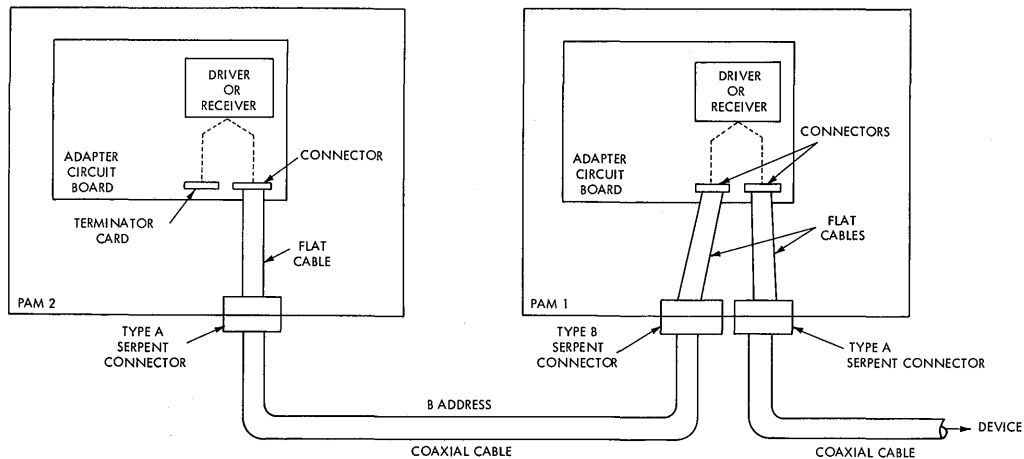 DRIVER
OR
RECEIVER
ADAPTER
CIRCUIT
BOARD
CONNECTOR
TERMINATOR
CARD
FLAT
CABLE
PAM 2
TYPE A
SERPENT
CONNECTOR
DRIVER
OR
RECEIVER
CONNECTORS
ADAPTER
CIRCUIT
BOARD
FLAT
CABLES
PAM 1
TYPE B
SERPENT
CONNECTOR
TYPE A
SERPENT CONNECTOR
B ADDRESS
COAXIAL CABLE
COAXIAL CABLE
DEVICE